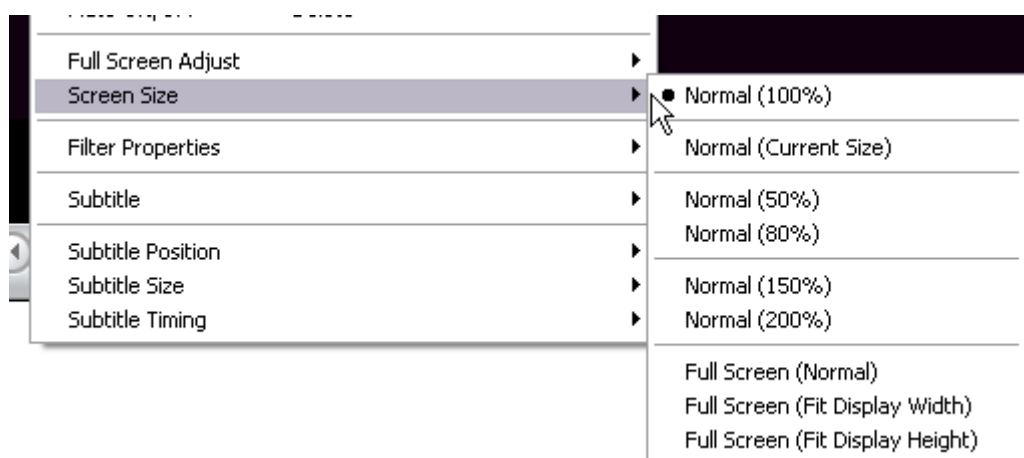 Full Screen Adjust
Screen Size
Filter Properties
Subtitle
Subtitle Position
Subtitle Size
Subtitle Timing
Normal (100%)
Normal (Current Size)
Normal (50%)
Normal (80%)
Normal (150%)
Normal (200%)
Full Screen (Normal)
Full Screen (Fit Display Width)
Full Screen (Fit Display Height)